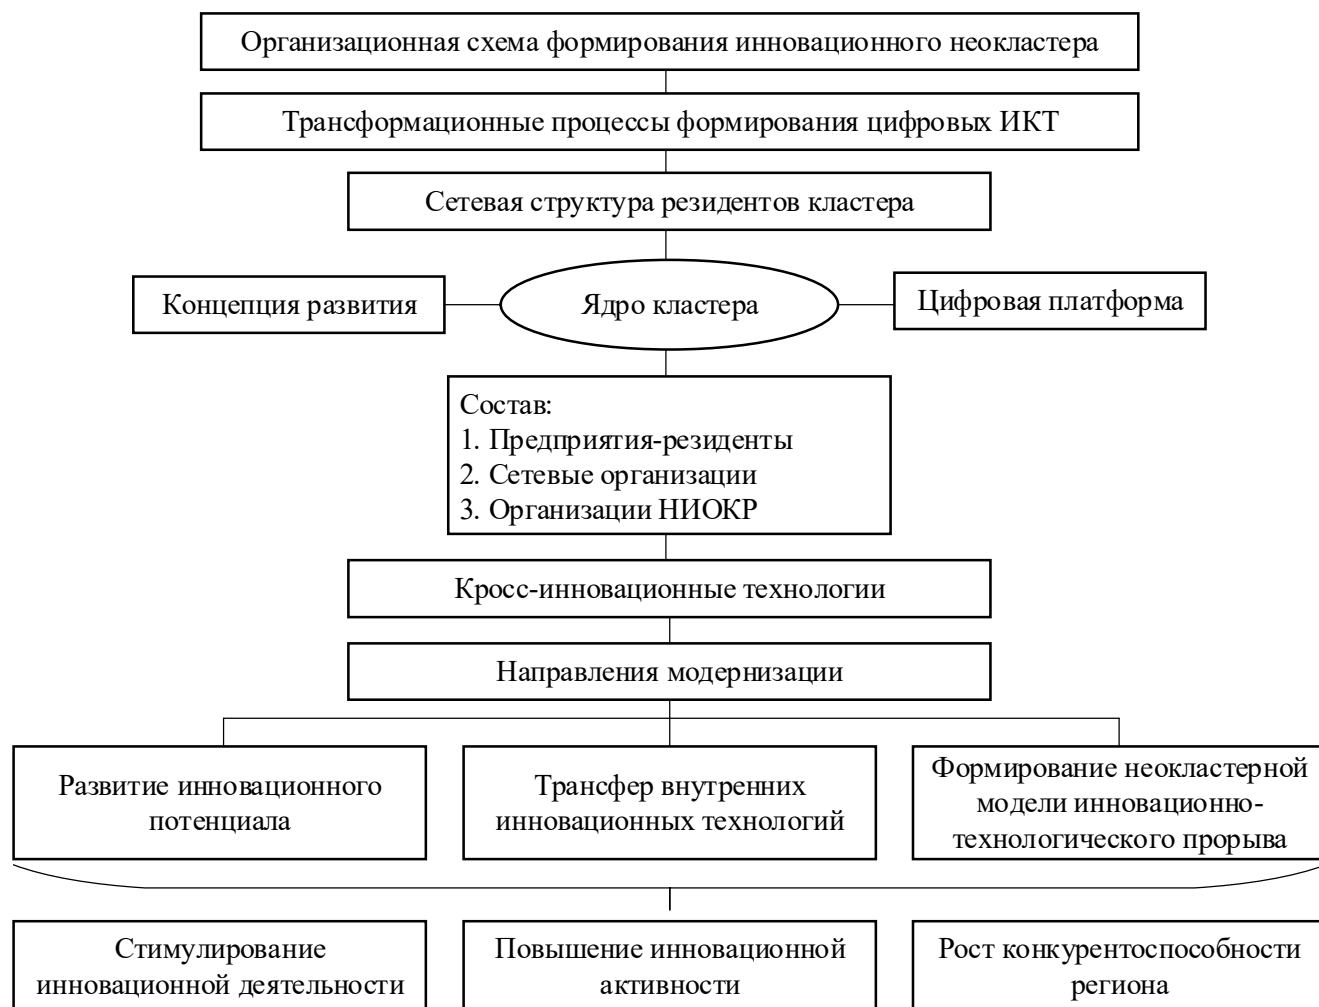 Организационная схема формирования инновационного неокластера
Трансформационные процессы формирования цифровых ИКТ
Сетевая структура резидентов кластера
Концепция развития
Ядро кластера
Цифровая платформа
Состав:
1. Предприятия-резиденты
2. Сетевые организации
3. Организации НИОКР
Кросс-инновационные технологии
Направления модернизации
Развитие инновационного
потенциала
Трансфер внутренних
инновационных технологий
Формирование неокластерной
модели инновационно-
технологического прорыва
Стимулирование
инновационной деятельности
Повышение инновационной
активности
Рост конкурентоспособности
региона